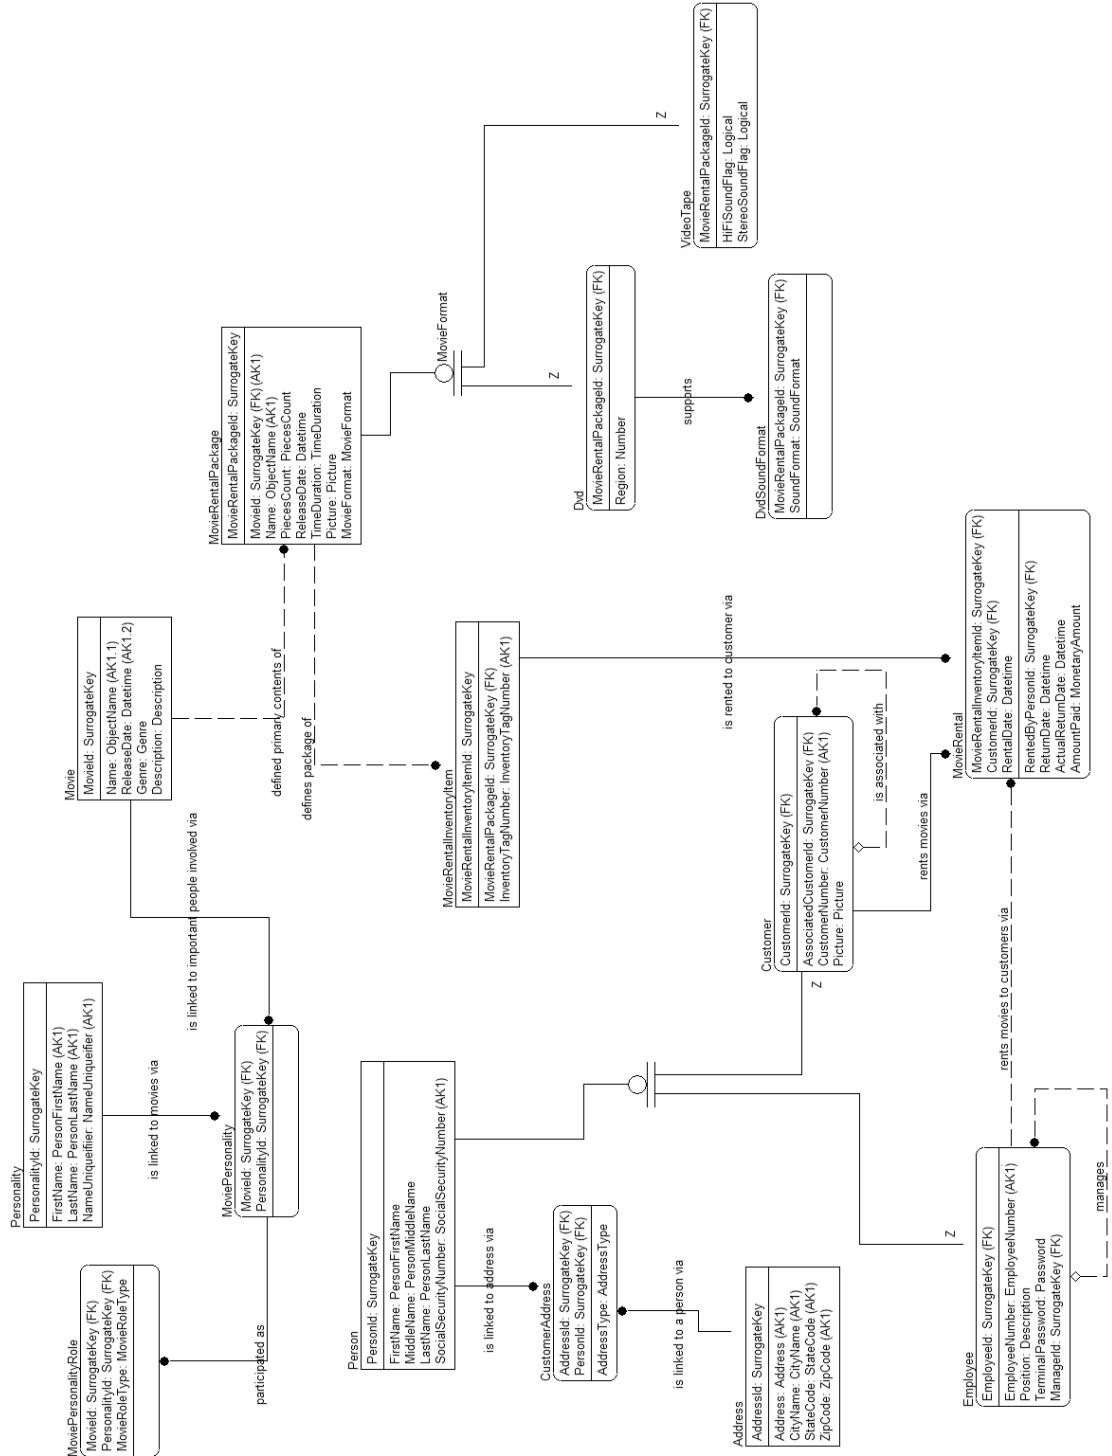 MoviePersonalityRole
MovieId: SurrogateKey (FK)
PersonalityId: SurrogateKey (FK)
MovieRoleType: MovieRoleType
participated as
Personality
PersonalityId: SurrogateKey
FirstName: PersonFirstName (AK1)
LastName: PersonLastName (AK1)
NameUniqueifiier: NameUniqueifier (AK1)
is linked to movies via
MoviePersonality
MovieId: SurrogateKey (FK)
PersonalityId: SurrogateKey (FK)
is linked to important people involved via
Movie
MovieId: SurrogateKey
Name: ObjectName (AK1.1)
ReleaseDate: Datetime (AK1.2)
Genre: Genre
Description: Description
defined primary contents of
defines package of
MovieRentalPackage
MovieRentalPackageId: SurrogateKey
MovieId: SurrogateKey (FK) (AK1)
Name: ObjectName (AK1)
PiecesCount: PiecesCount
ReleaseDate: Datetime
TimeDuration: TimeDuration
Picture: Picture
MovieFormat: MovieFormat
MovieFormat
Z
Z
Dvd
MovieRentalPackageId: SurrogateKey (FK)
Region: Number
supports
DvdSoundFormat
MovieRentalPackageId: SurrogateKey (FK)
SoundFormat: SoundFormat
VideoTape
MovieRentalPackageId: SurrogateKey (FK)
HiFiSoundFlag: Logical
StereoSoundFlag: Logical
Person
PersonId: SurrogateKey
FirstName: PersonFirstName
MiddleName: PersonMiddleName
LastName: PersonLastName
SocialSecurityNumber: SocialSecurityNumber (AK1)
is linked to address via
CustomerAddress
AddressId: SurrogateKey (FK)
PersonId: SurrogateKey (FK)
AddressType: AddressType
is linked to a person via
Address
AddressId: SurrogateKey
Address: Address (AK1)
CityName: CityName (AK1)
StateCode: StateCode (AK1)
ZipCode: ZipCode (AK1)
MovieRentalInventoryItem
MovieRentalInventoryItemId: SurrogateKey
MovieRentalPackageId: SurrogateKey (FK)
InventoryTagNumber: InventoryTagNumber (AK1)
is rented to customer via
Customer
CustomerId: SurrogateKey (FK)
AssociatedCustomerId: SurrogateKey (FK)
CustomerNumber: CustomerNumber (AK1)
Picture: Picture
Z
is associated with
rents movies via
Z
Employee
EmployeeId: SurrogateKey (FK)
EmployeeNumber: EmployeeNumber (AK1)
Position: Description
TerminalPassword: Password
ManagerId: SurrogateKey (FK)
manages
rents movies to customers via
MovieRental
MovieRentalInventoryItemId: SurrogateKey (FK)
CustomerId: SurrogateKey (FK)
RentalDate: Datetime
RentedByPersonId: SurrogateKey (FK)
ReturnDate: Datetime
ActualReturnDate: Datetime
AmountPaid: MonetaryAmount